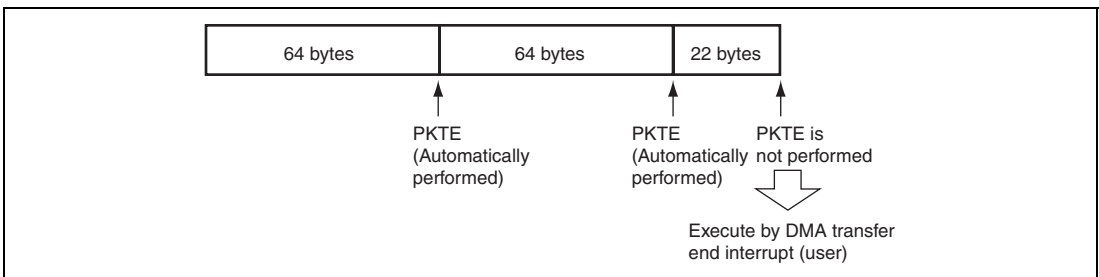 64 bytes
64 bytes
22 bytes
PKTE
(Automatically
performed)
PKTE
(Automatically
performed)
PKTE is
not performed
Execute by DMA transfer
end interrupt (user)